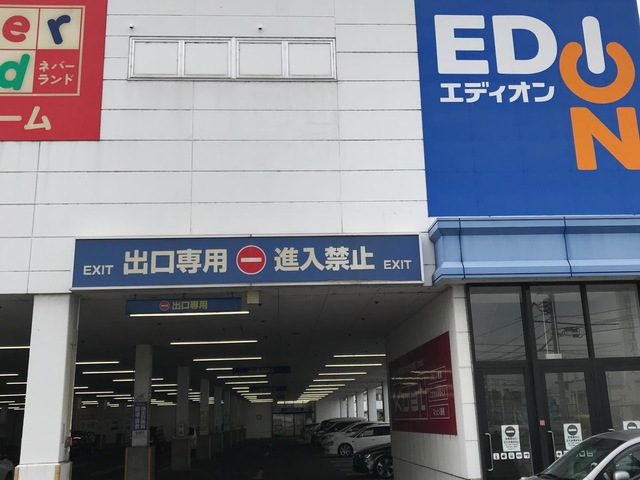 er
d
ネバー
ランド
ーム
EDION
エディオン
EXIT 出口専用 進入禁止 EXIT
出口専用